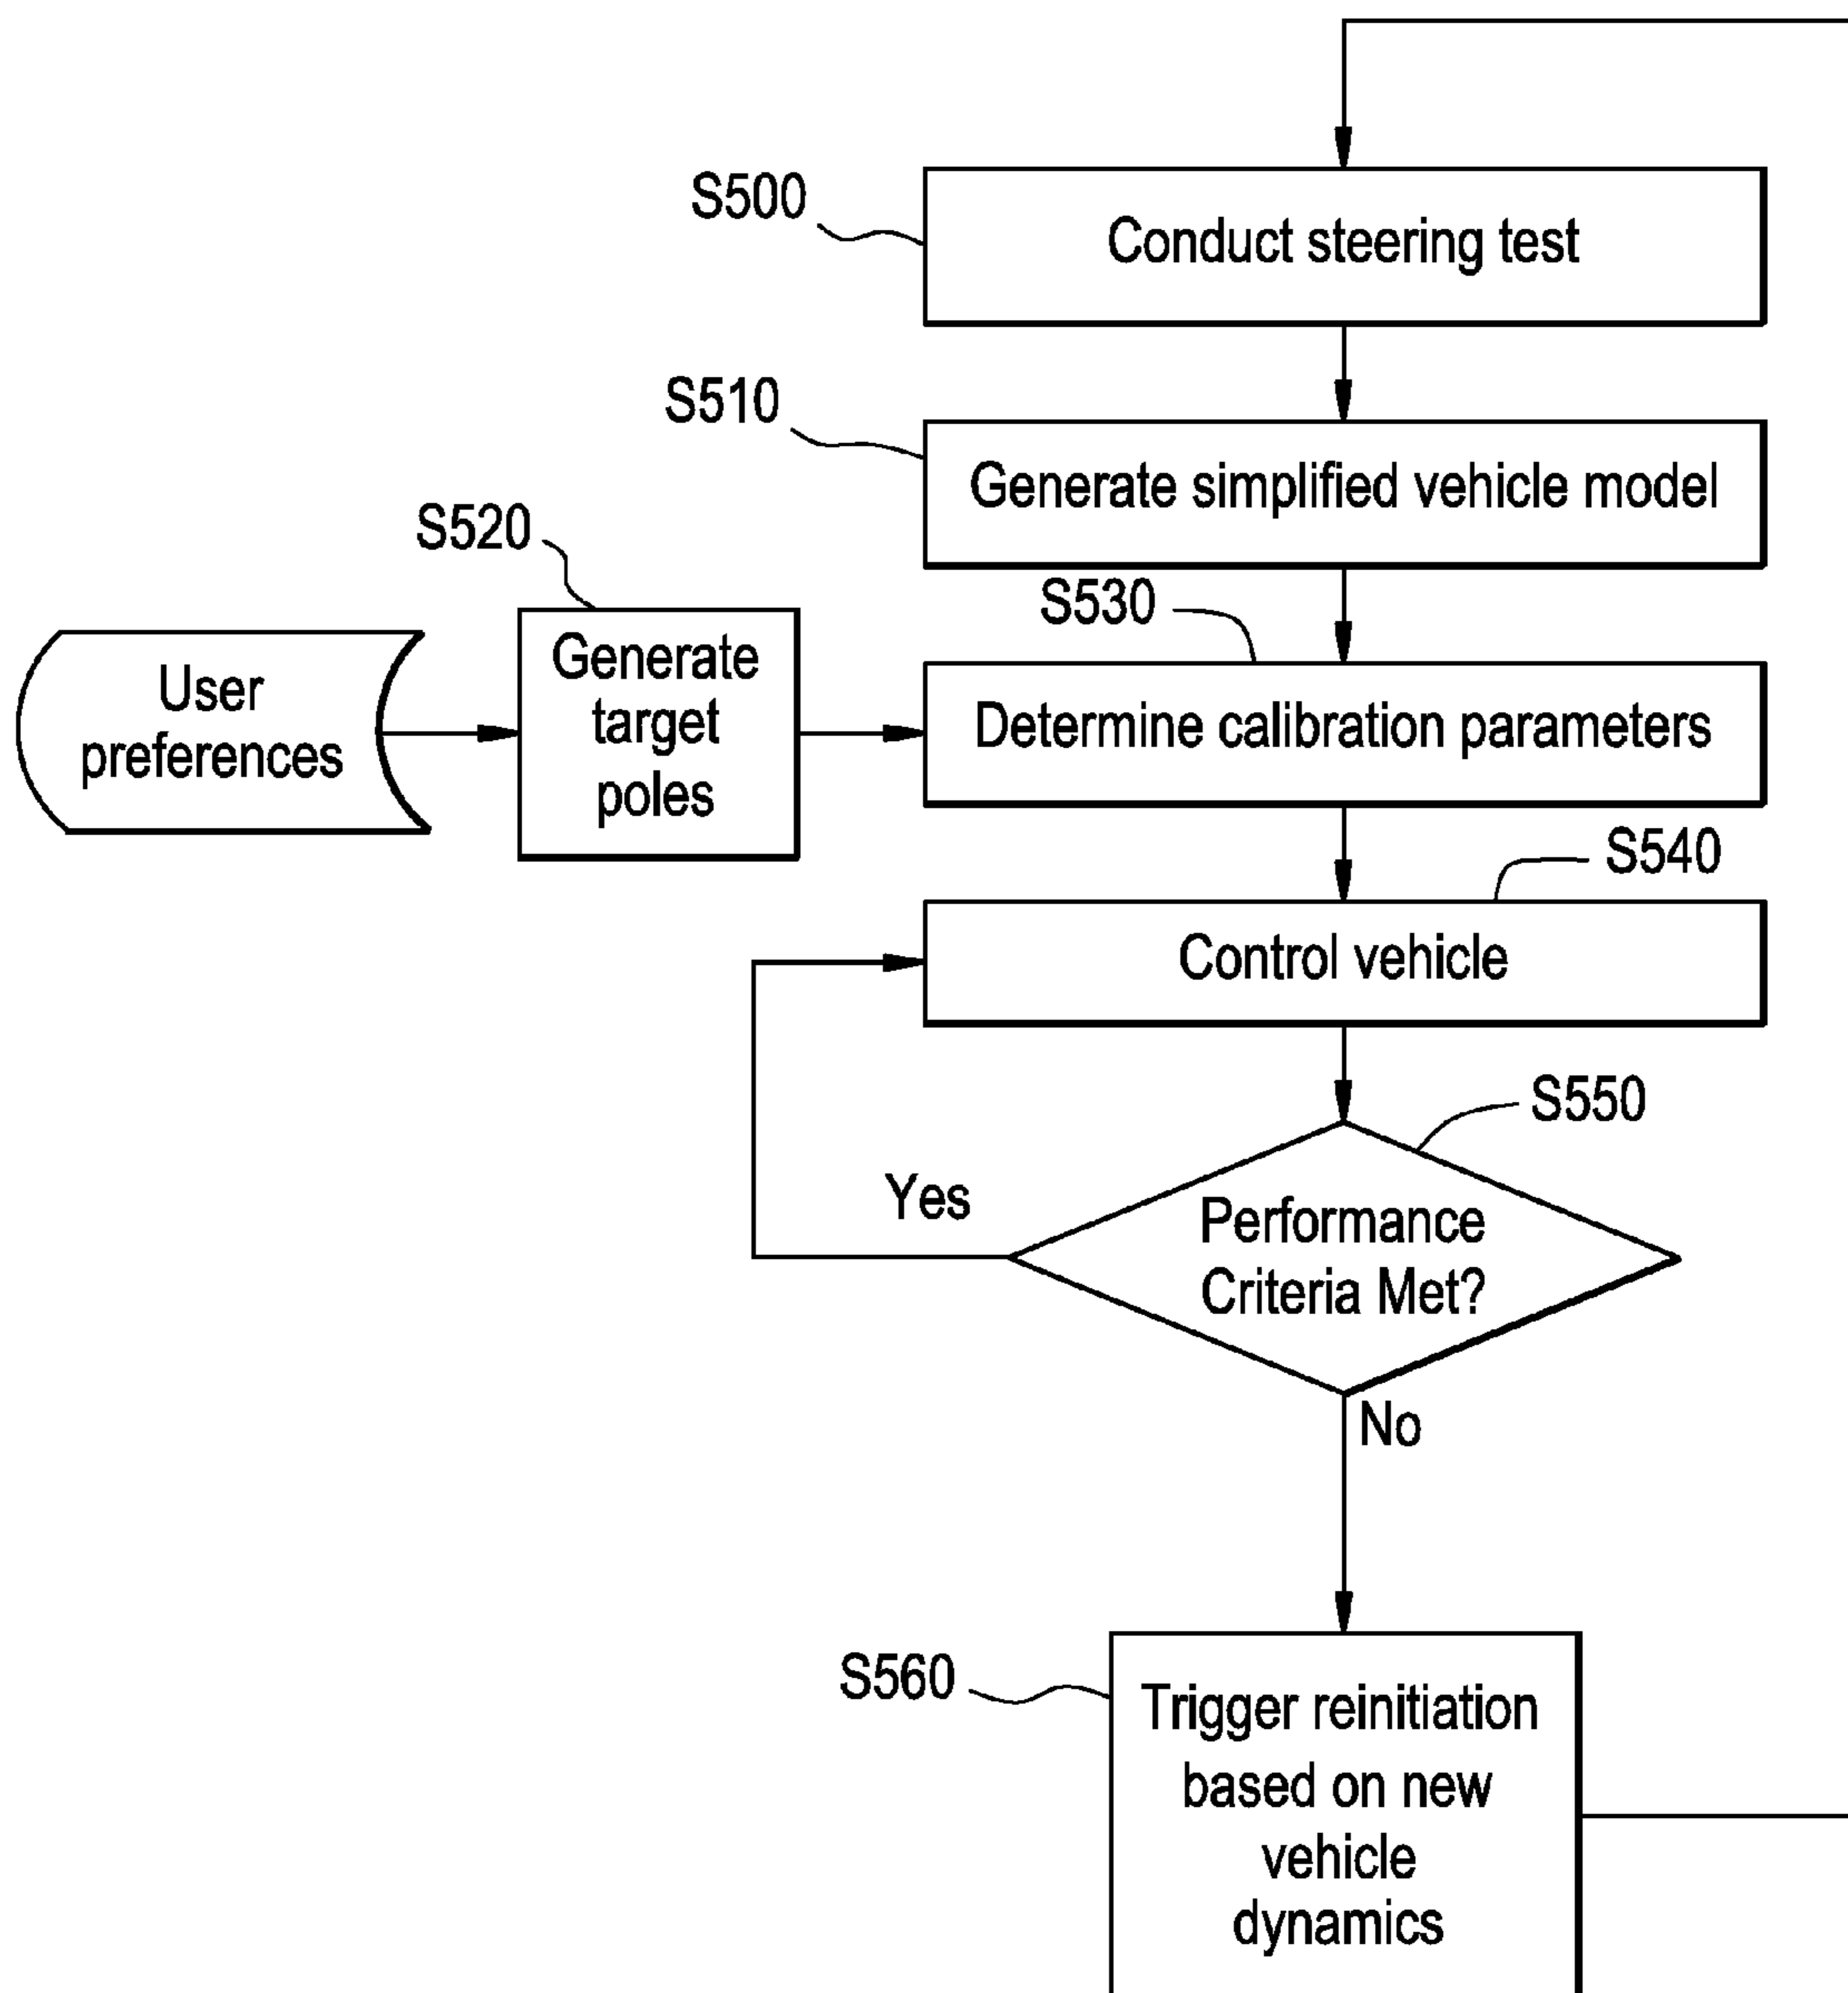 S500
Conduct steering test
S510
Generate simplified vehicle model
S520
S530
User
preferences
Generate
target
poles
Determine calibration parameters
S540
Control vehicle
S550
Yes
Performance
Criteria Met?
No
S560
Trigger reinitiation
based on new
vehicle
dynamics